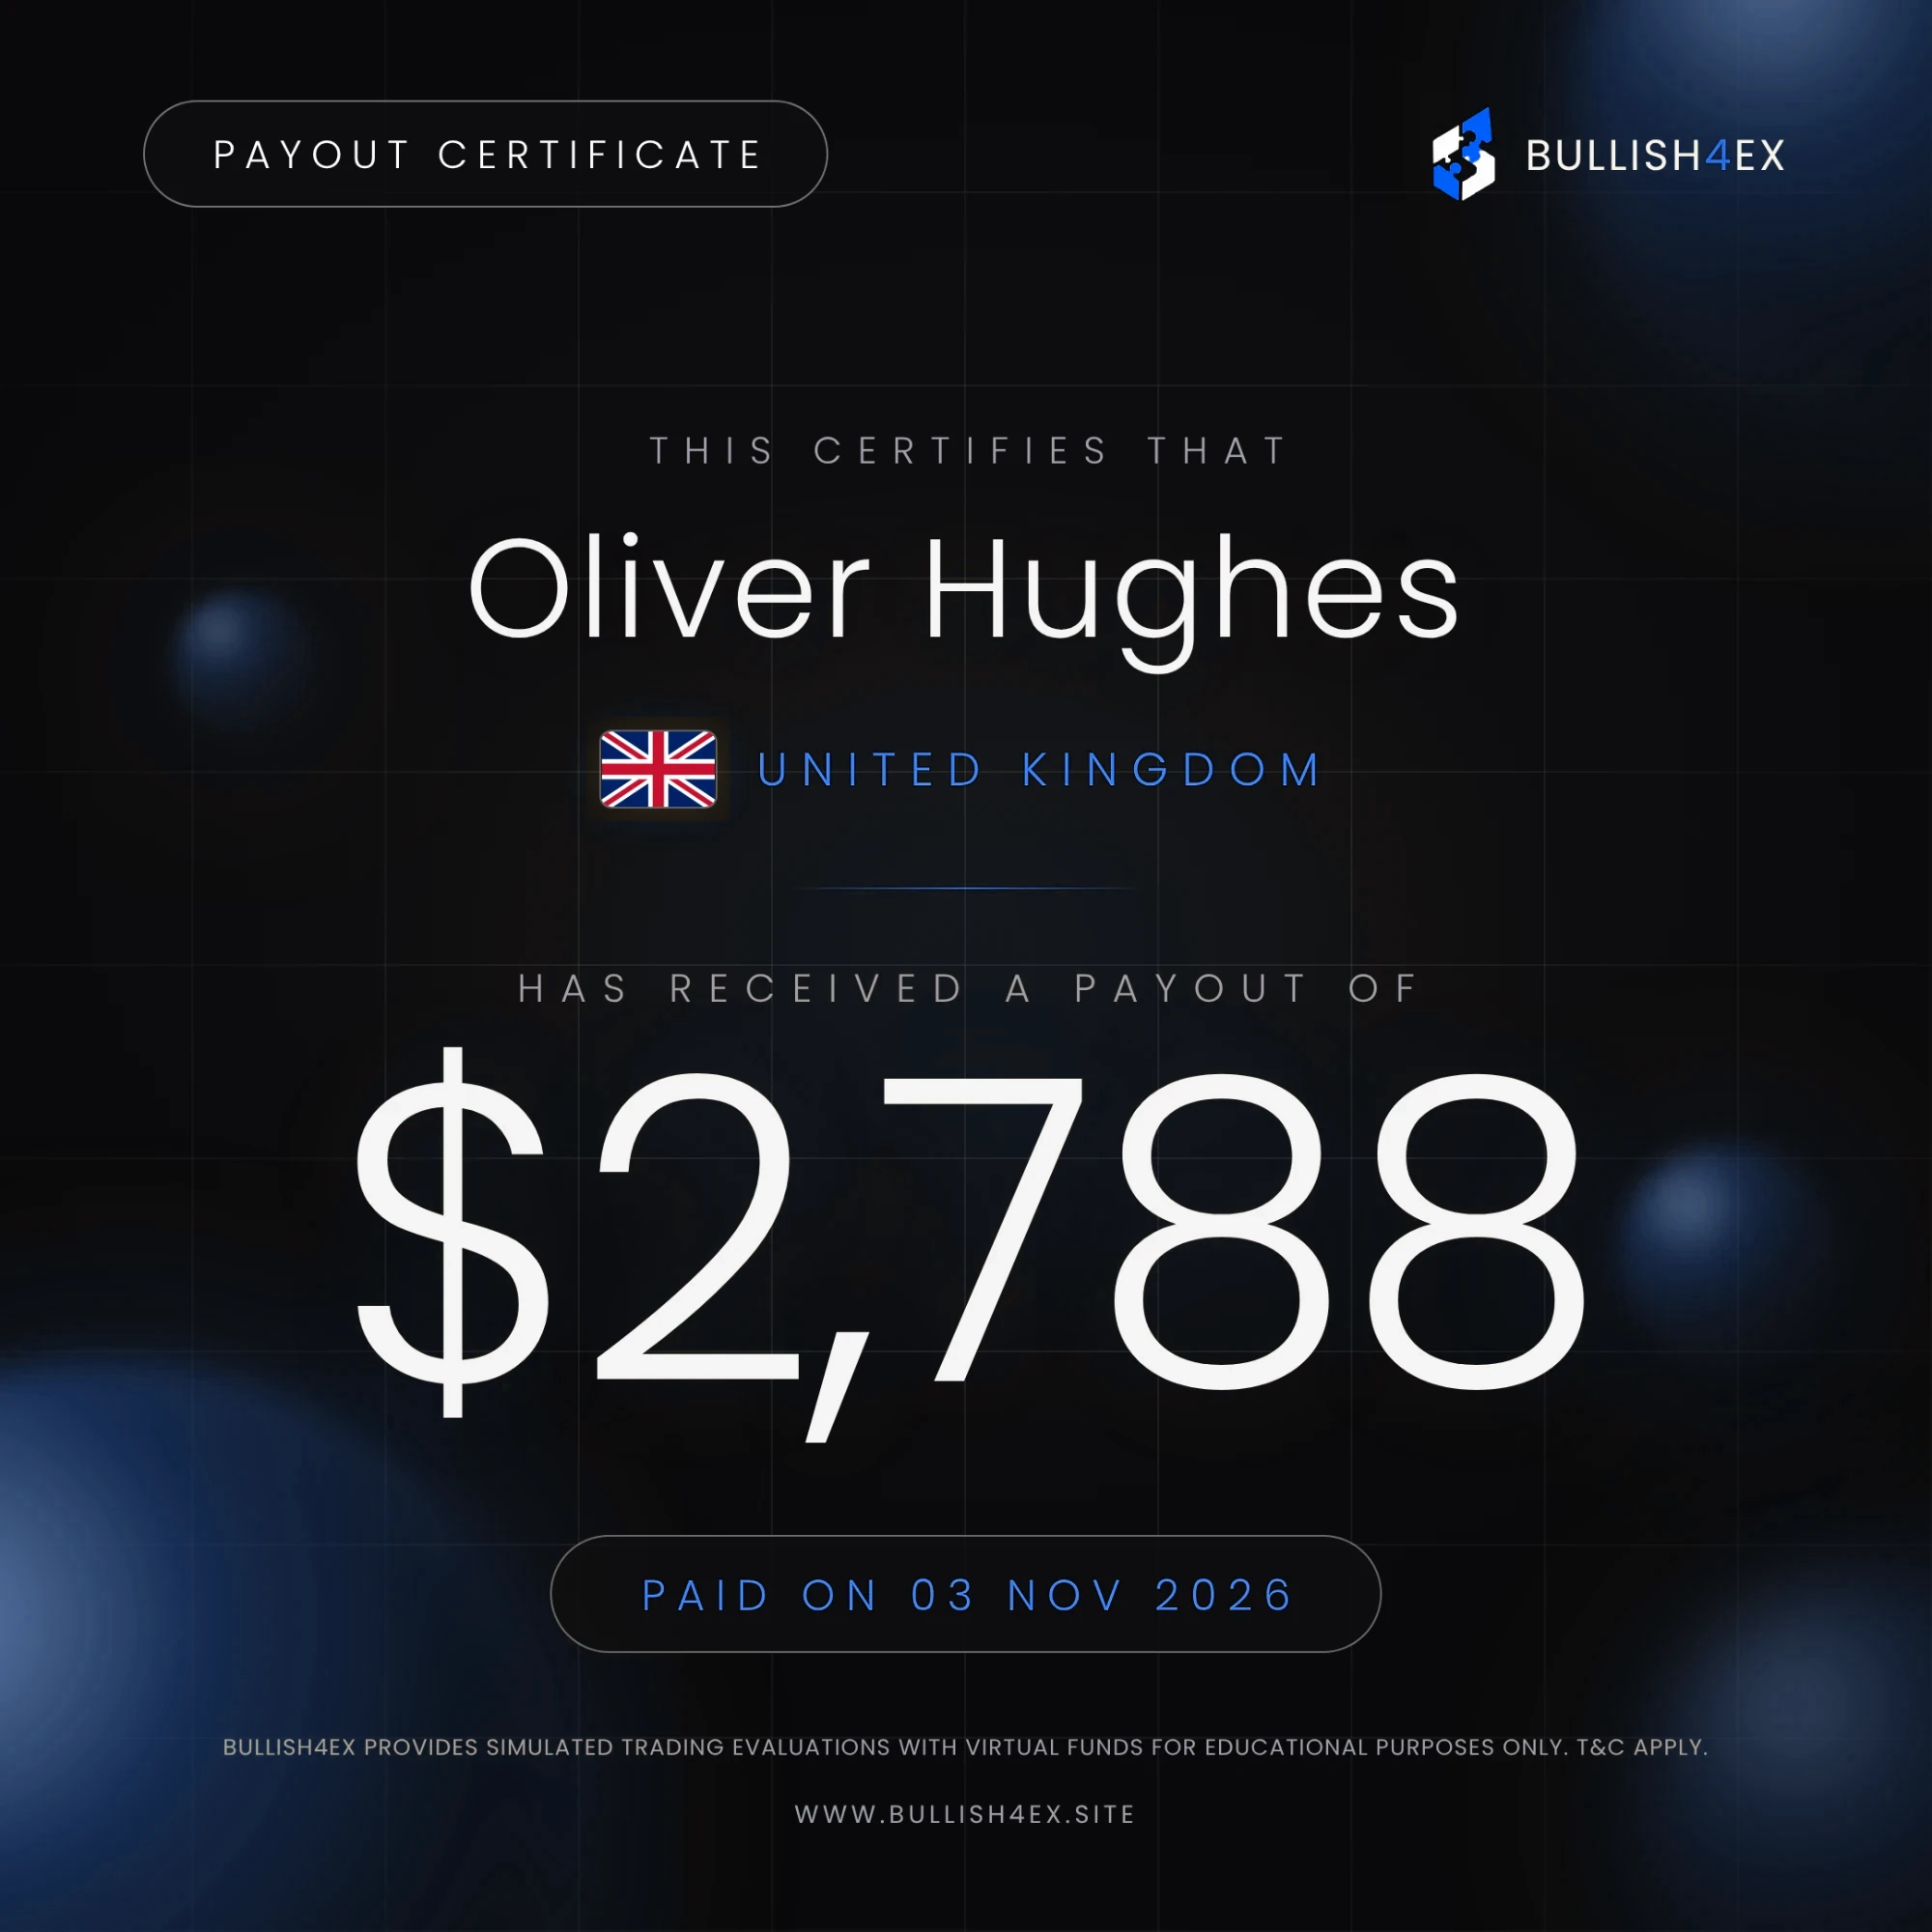 PAYOUT CERTIFICATE
BULLISH4EX
THIS CERTIFIES THAT
Oliver Hughes
UNITED KINGDOM
HAS RECEIVED A PAYOUT OF
$2,788
PAID ON 03 NOV 2026
BULLISH4EX PROVIDES SIMULATED TRADING EVALUATIONS WITH VIRTUAL FUNDS FOR EDUCATIONAL PURPOSES ONLY. T&C APPLY.
WWW.BULLISH4EX.SITE